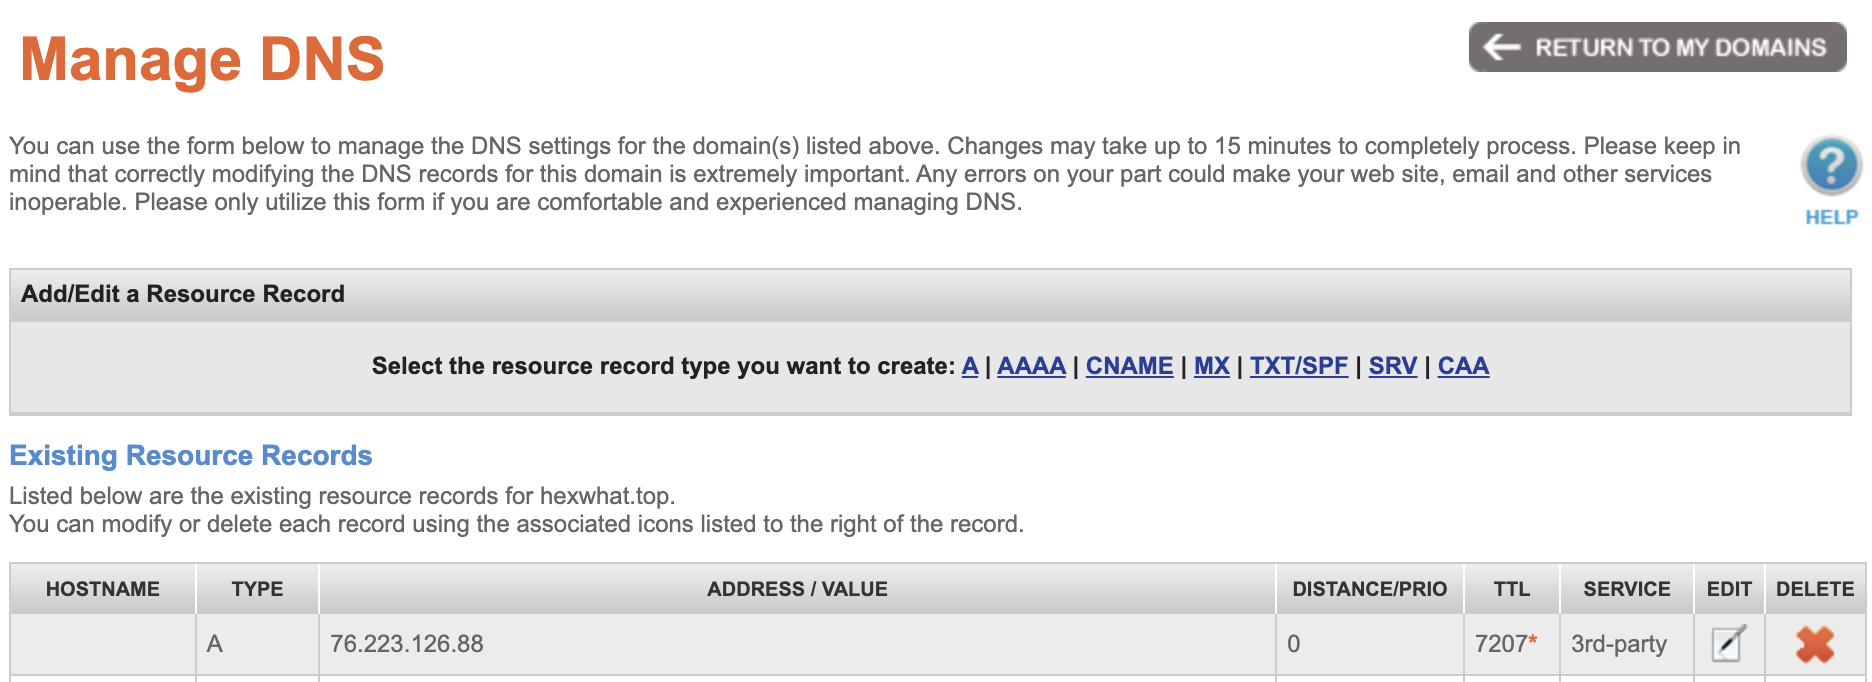 Manage DNS
RETURN TO MY DOMAINS
You can use the form below to manage the DNS settings for the domain(s) listed above. Changes may take up to 15 minutes to completely process. Please keep in
mind that correctly modifying the DNS records for this domain is extremely important. Any errors on your part could make your web site, email and other services
inoperable. Please only utilize this form if you are comfortable and experienced managing DNS.
?
HELP
Add/Edit a Resource Record
Select the resource record type you want to create: A | AAAA | CNAME | MX | TXT/SPF | SRV | CAA
Existing Resource Records
Listed below are the existing resource records for hexwhat.top.
You can modify or delete each record using the associated icons listed to the right of the record.
HOSTNAME TYPE ADDRESS / VALUE DISTANCE/PRIO TTL SERVICE EDIT DELETE
A 76.223.126.88 0 7207* 3rd-party